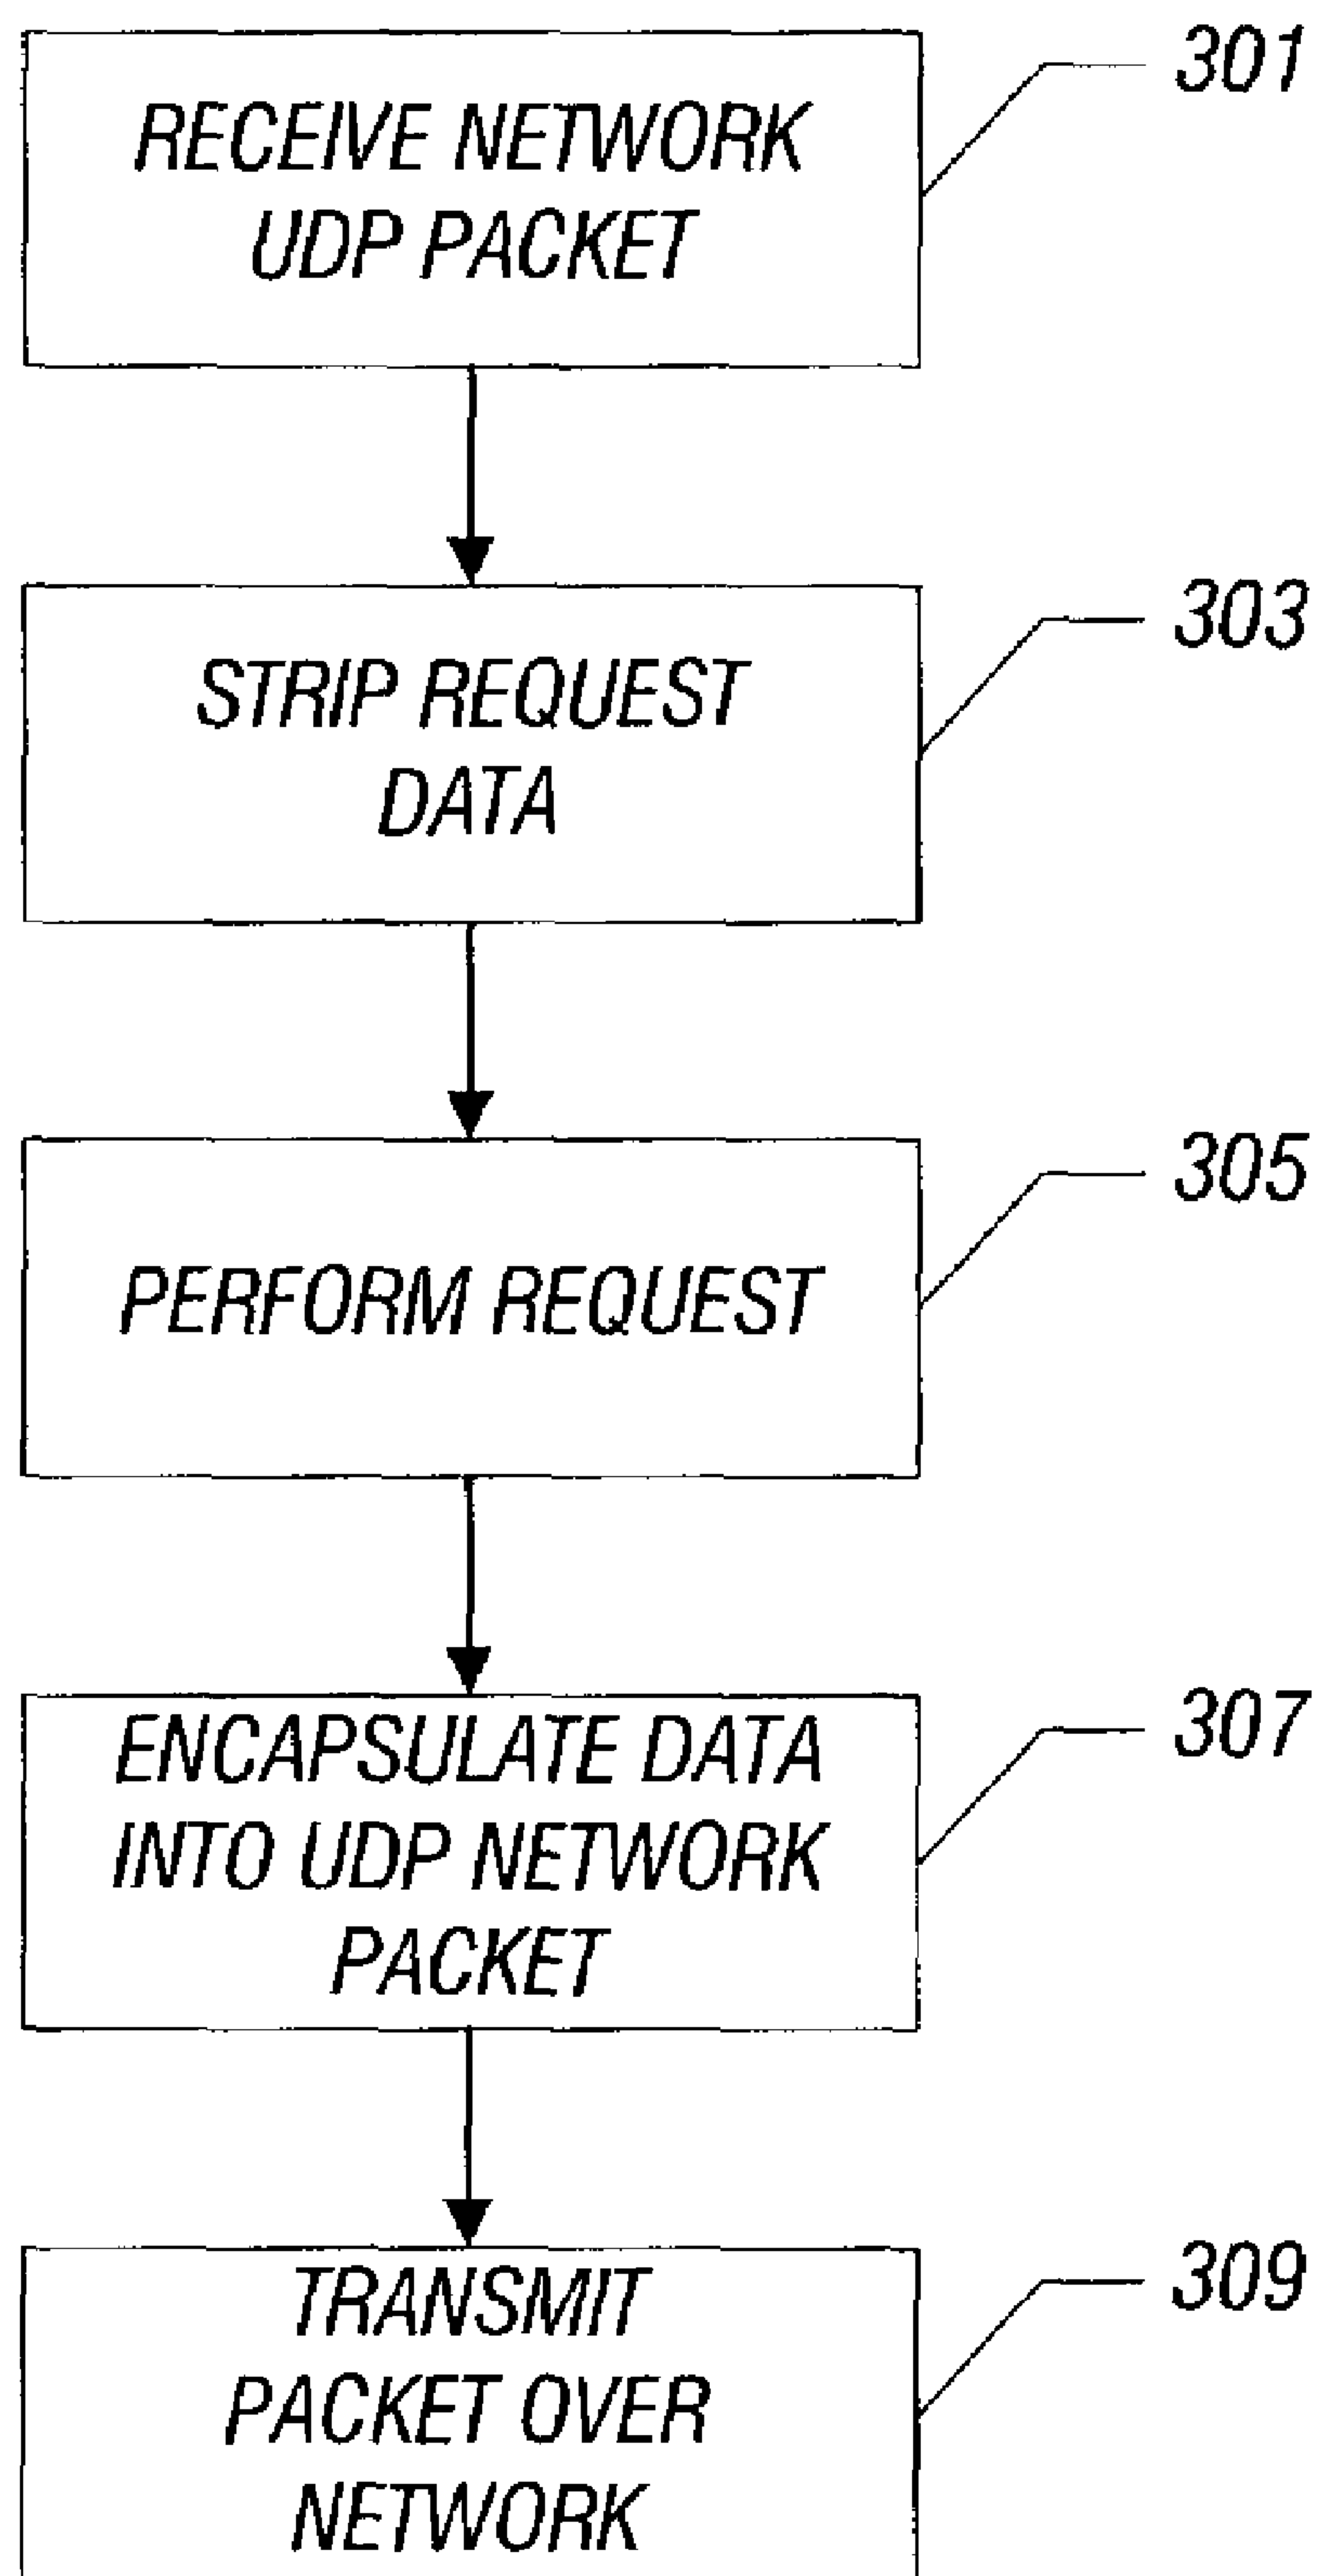 RECEIVE NETWORK
UDP PACKET
301
STRIP REQUEST
DATA
303
PERFORM REQUEST
305
ENCAPSULATE DATA
INTO UDP NETWORK
PACKET
307
TRANSMIT
PACKET OVER
NETWORK
309